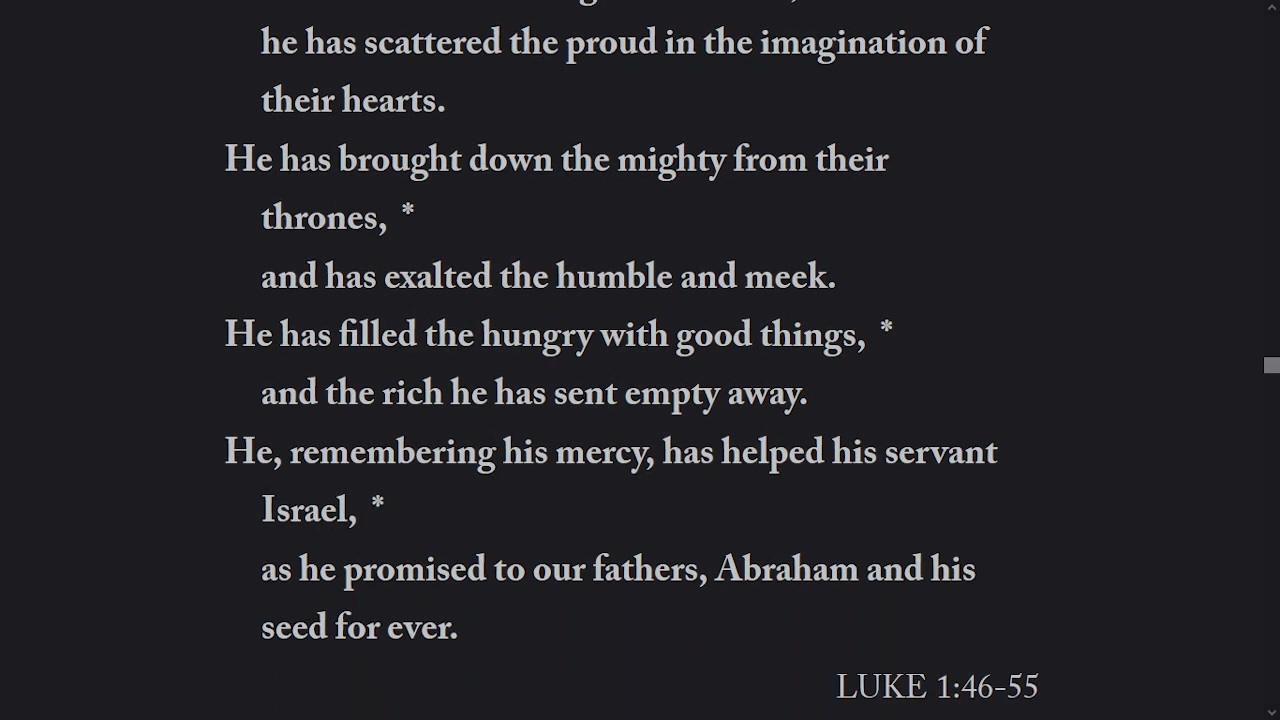 he has scattered the proud in the imagination of
their hearts.
He has brought down the mighty from their
thrones, *
and has exalted the humble and meek.
He has filled the hungry with good things, *
and the rich he has sent empty away.
He, remembering his mercy, has helped his servant
Israel, *
as he promised to our fathers, Abraham and his
seed for ever.
LUKE 1:46-55